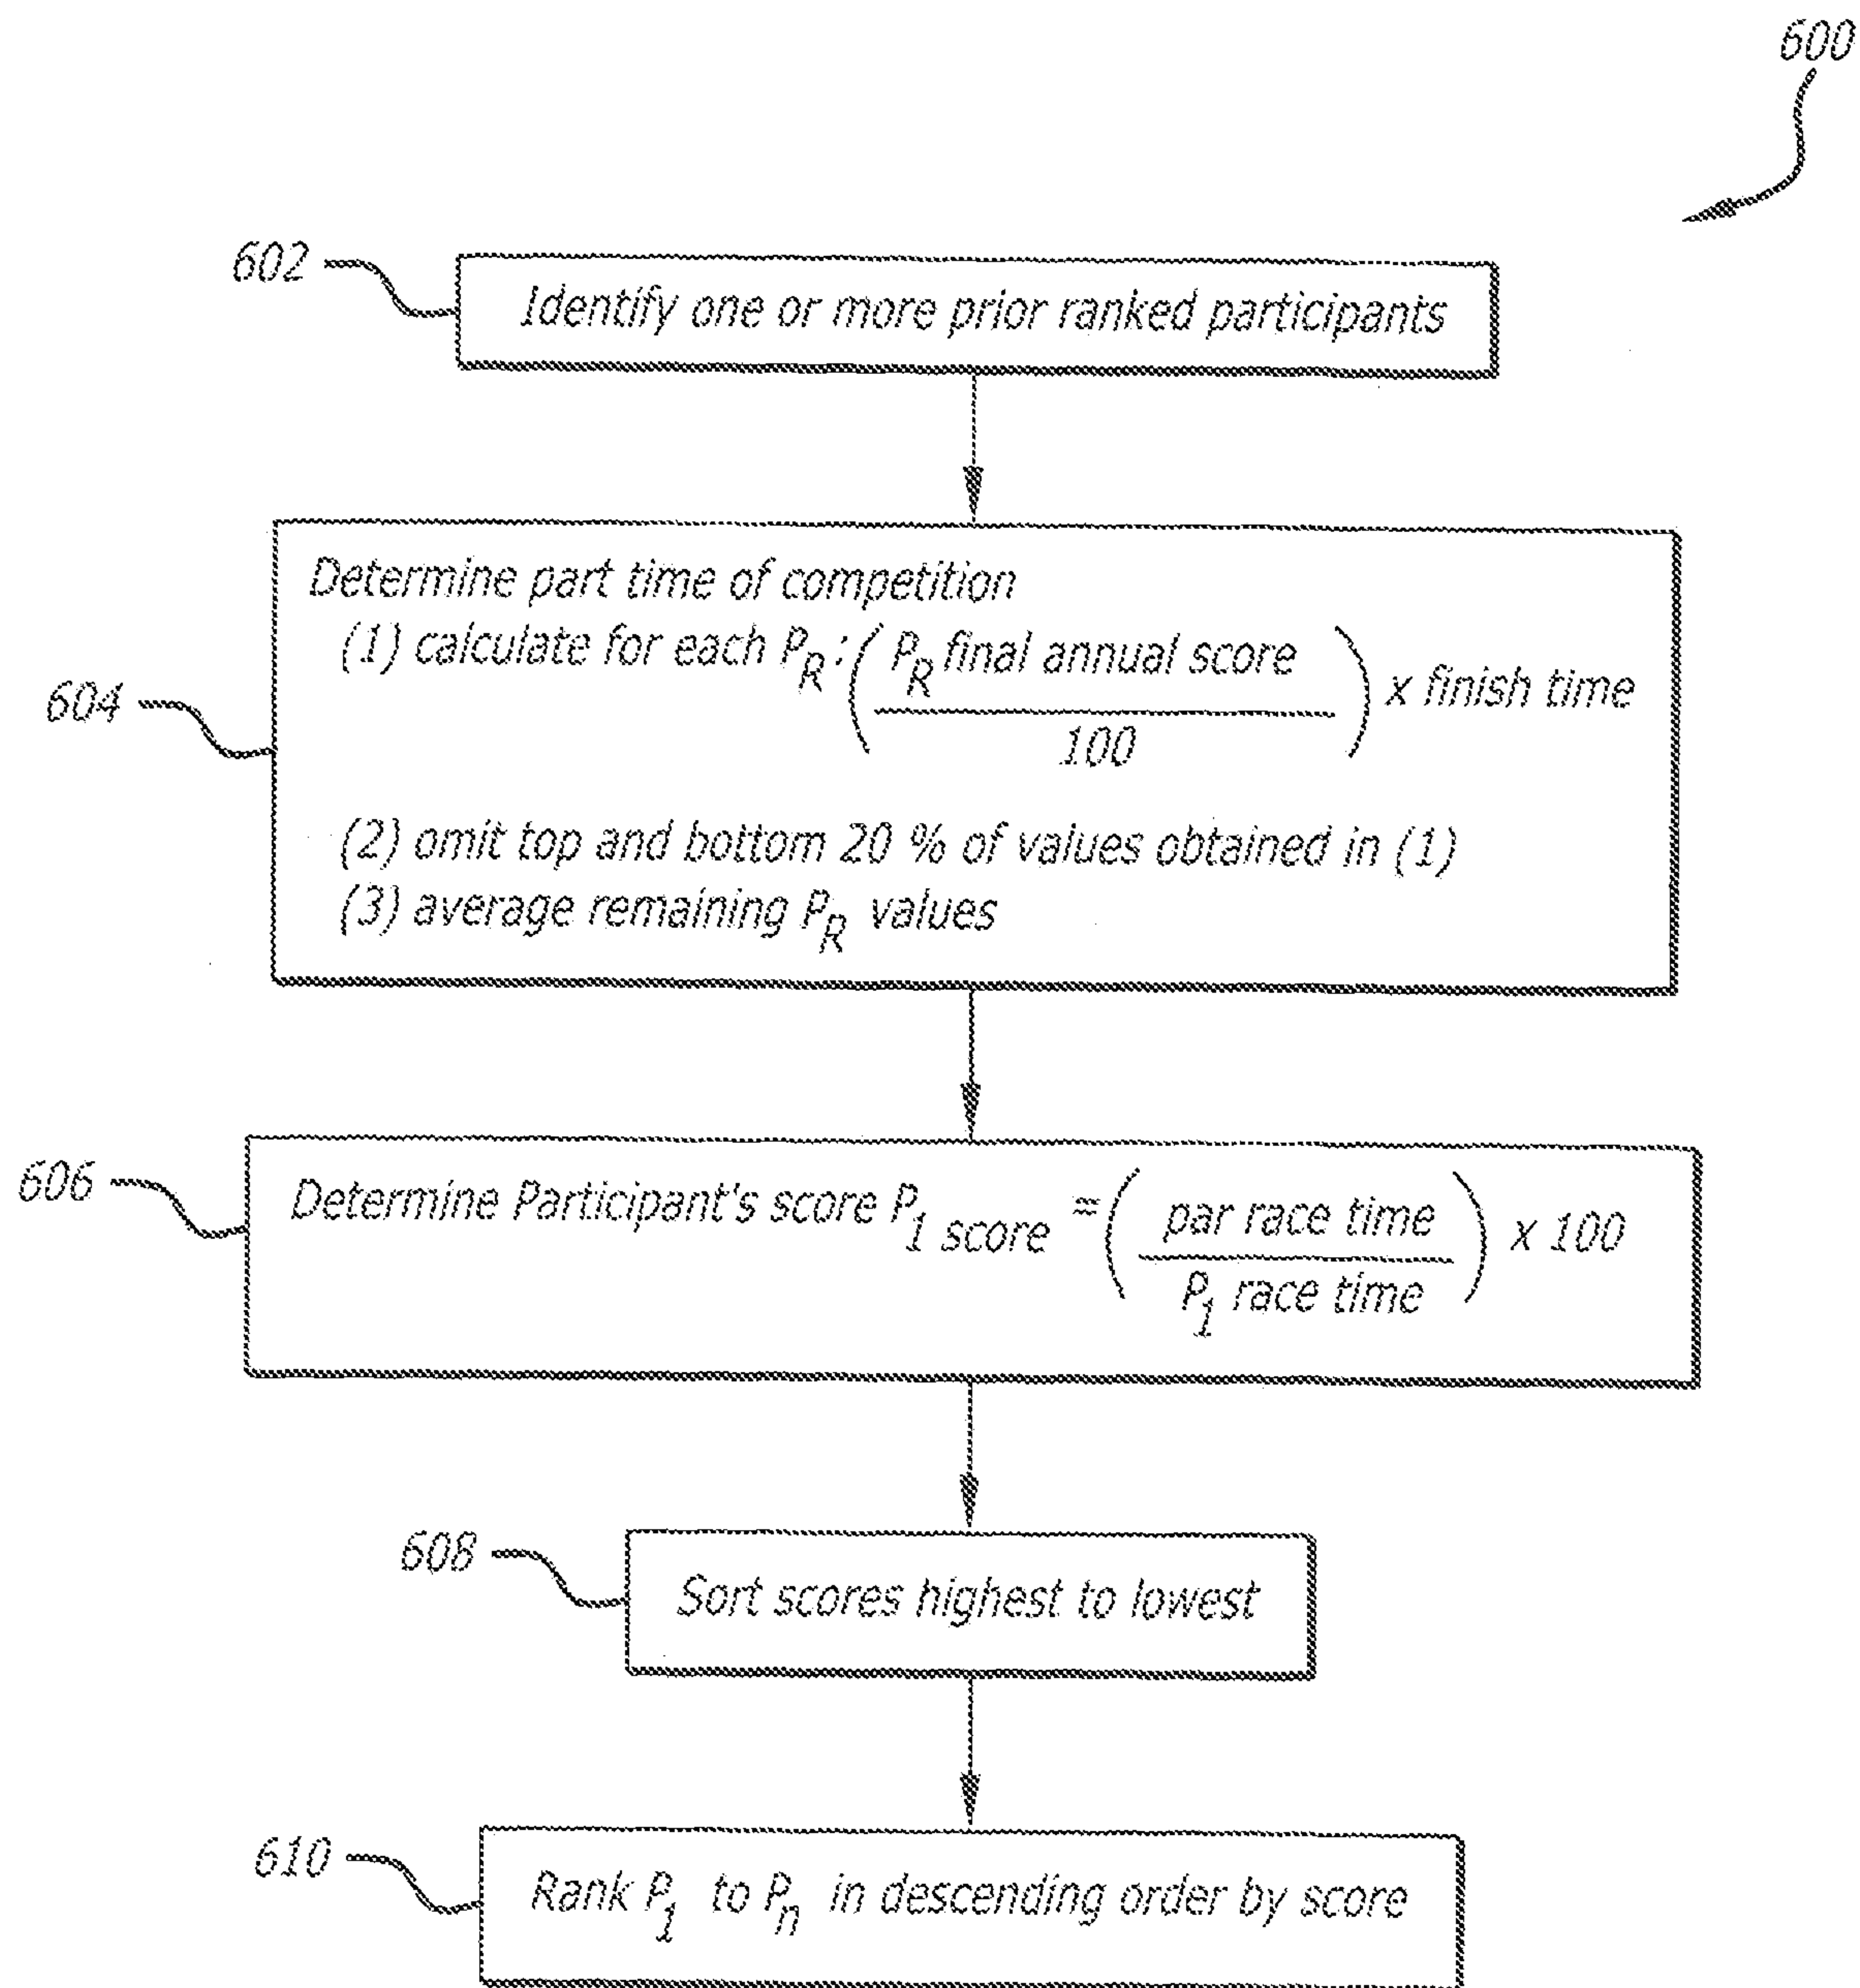 600
602
Identify one or more prior ranked participants
604
Determine part time of competition
(1) calculate for each P_R : ( P_R final annual score / 100 ) x finish time
(2) omit top and bottom 20 % of values obtained in (1)
(3) average remaining P_R values
606
Determine Participant's score P_1 score = ( par race time / P_1 race time ) x 100
608
Sort scores highest to lowest
610
Rank P_1 to P_n in descending order by score